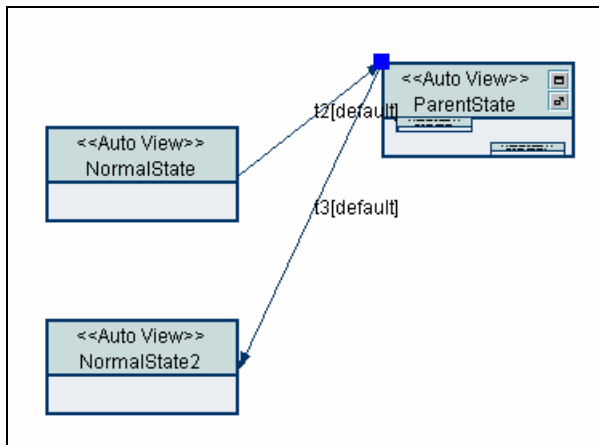 <<Auto View>>
ParentState
t2[default]
<<Auto View>>
NormalState
t3[default]
<<Auto View>>
NormalState2